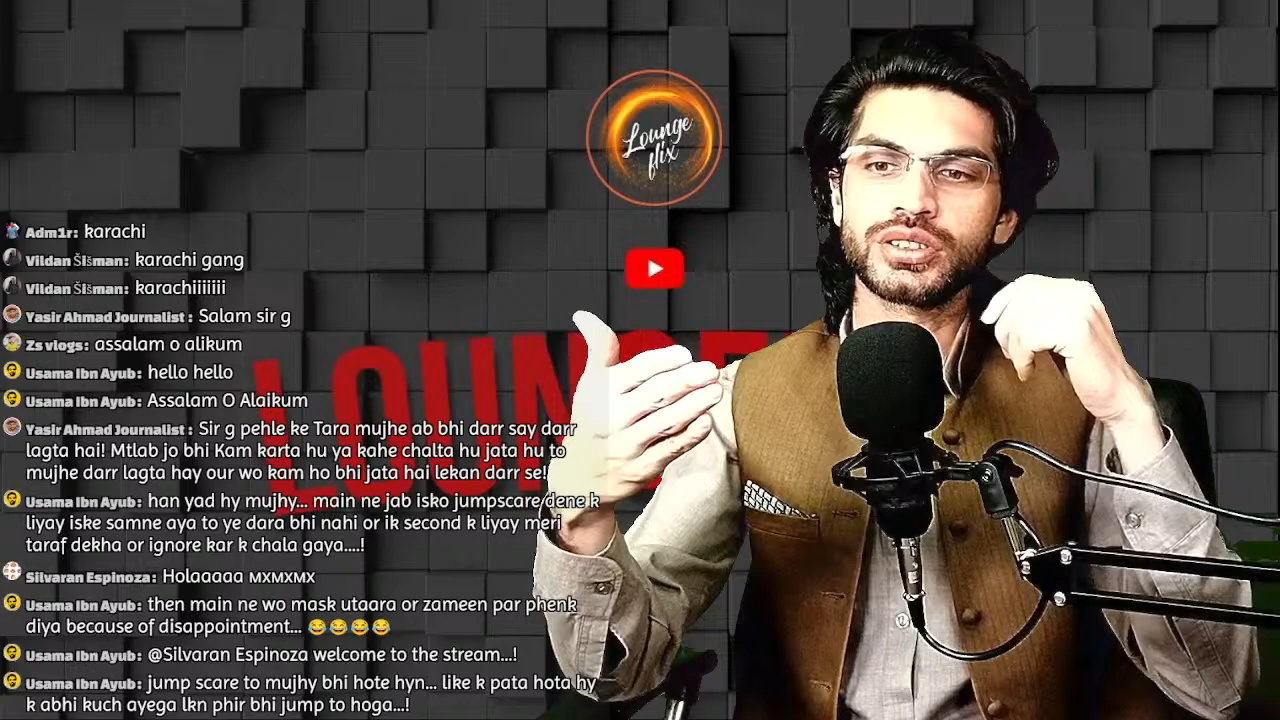 Lounge
flix
Adm1r: karachi
Vildan Šišman: karachi gang
Vildan Šišman: karachiiiiiii
Yasir Ahmad Journalist : Salam sir g
Zs vlogs: assalam o alikum
Usama Ibn Ayub: hello hello
Usama Ibn Ayub: Assalam O Alaikum
Yasir Ahmad Journalist : Sir g pehle ke Tara mujhe ab bhi darr say darr
lagta hai! Mtlab jo bhi Kam karta hu ya kahe chalta hu jata hu to
mujhe darr lagta hay our wo kam ho bhi jata hai lekan darr se!
Usama Ibn Ayub: han yad hy mujhy... main ne jab isko jumpscare dene k
liyay iske samne aya to ye dara bhi nahi or ik second k liyay meri
taraf dekha or ignore kar k chala gaya....!
Silvaran Espinoza: Holaaaaa мxмxмx
Usama Ibn Ayub: then main ne wo mask utaara or zameen par phenk
diya because of disappointment... 😂😂😂😂
Usama Ibn Ayub: @Silvaran Espinoza welcome to the stream...!
Usama Ibn Ayub: jump scare to mujhy bhi hote hyn... like k pata hota hy
k abhi kuch ayega lkn phir bhi jump to hoga...!
LOUNGE